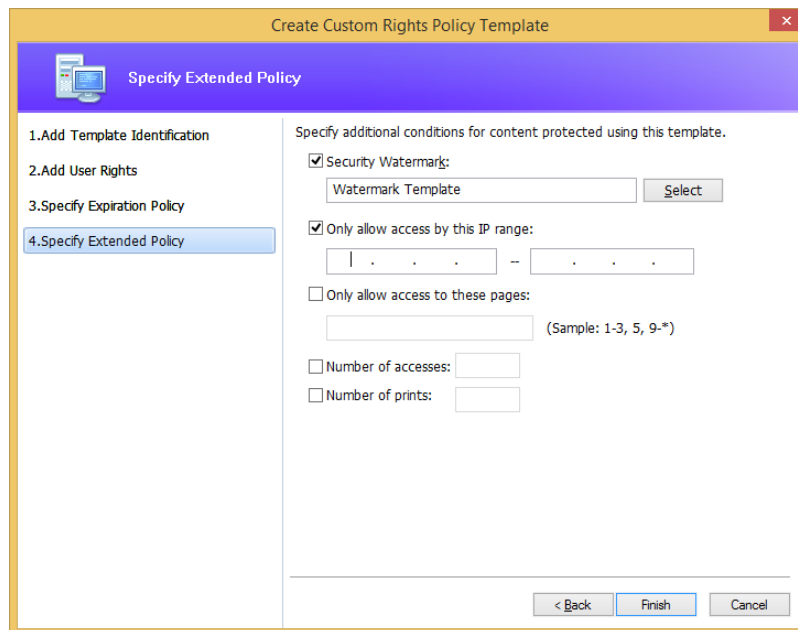 Create Custom Rights Policy Template
Specify Extended Policy
1.Add Template Identification
2.Add User Rights
3.Specify Expiration Policy
4.Specify Extended Policy
Specify additional conditions for content protected using this template.
Security Watermark:
Watermark Template
Select
Only allow access by this IP range:
. . . -- . . .
Only allow access to these pages:
(Sample: 1-3, 5, 9-*)
Number of accesses:
Number of prints:
< Back Finish Cancel